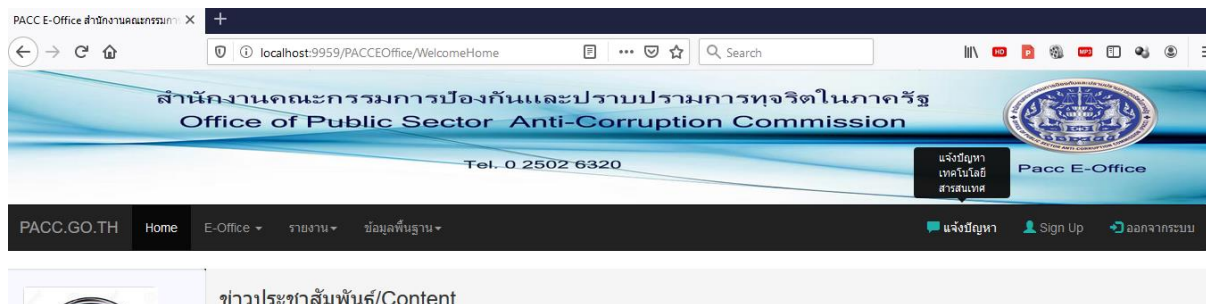 PACC E-Office สำนักงานคณะกรรมกา
localhost:9959/PACCEOffice/WelcomeHome
Search
สำนักงานคณะกรรมการป้องกันและปราบปรามการทุจริตในภาครัฐ
Office of Public Sector Anti-Corruption Commission
Tel. 0 2502 6320
แจ้งปัญหา
เทคโนโลยี
สารสนเทศ
Pacc E-Office
PACC.GO.TH Home E-Office รายงาน ข้อมูลพื้นฐาน แจ้งปัญหา Sign Up ออกจากระบบ
ข่าวประชาสัมพันธ์/Content